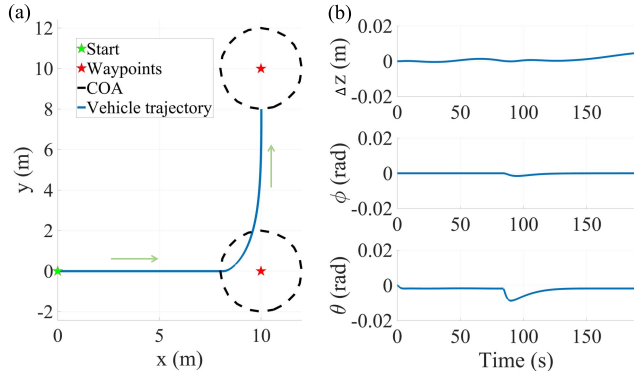 (a)
12
10
8
6
4
2
0
-2
y (m)
Start
Waypoints
COA
Vehicle trajectory
0
5
10
x (m)
(b)
0.02
0
-0.02
Δz (m)
0
50
100
150
0.02
0
-0.02
ϕ (rad)
0
50
100
150
0.02
0
-0.02
θ (rad)
0
50
100
150
Time (s)